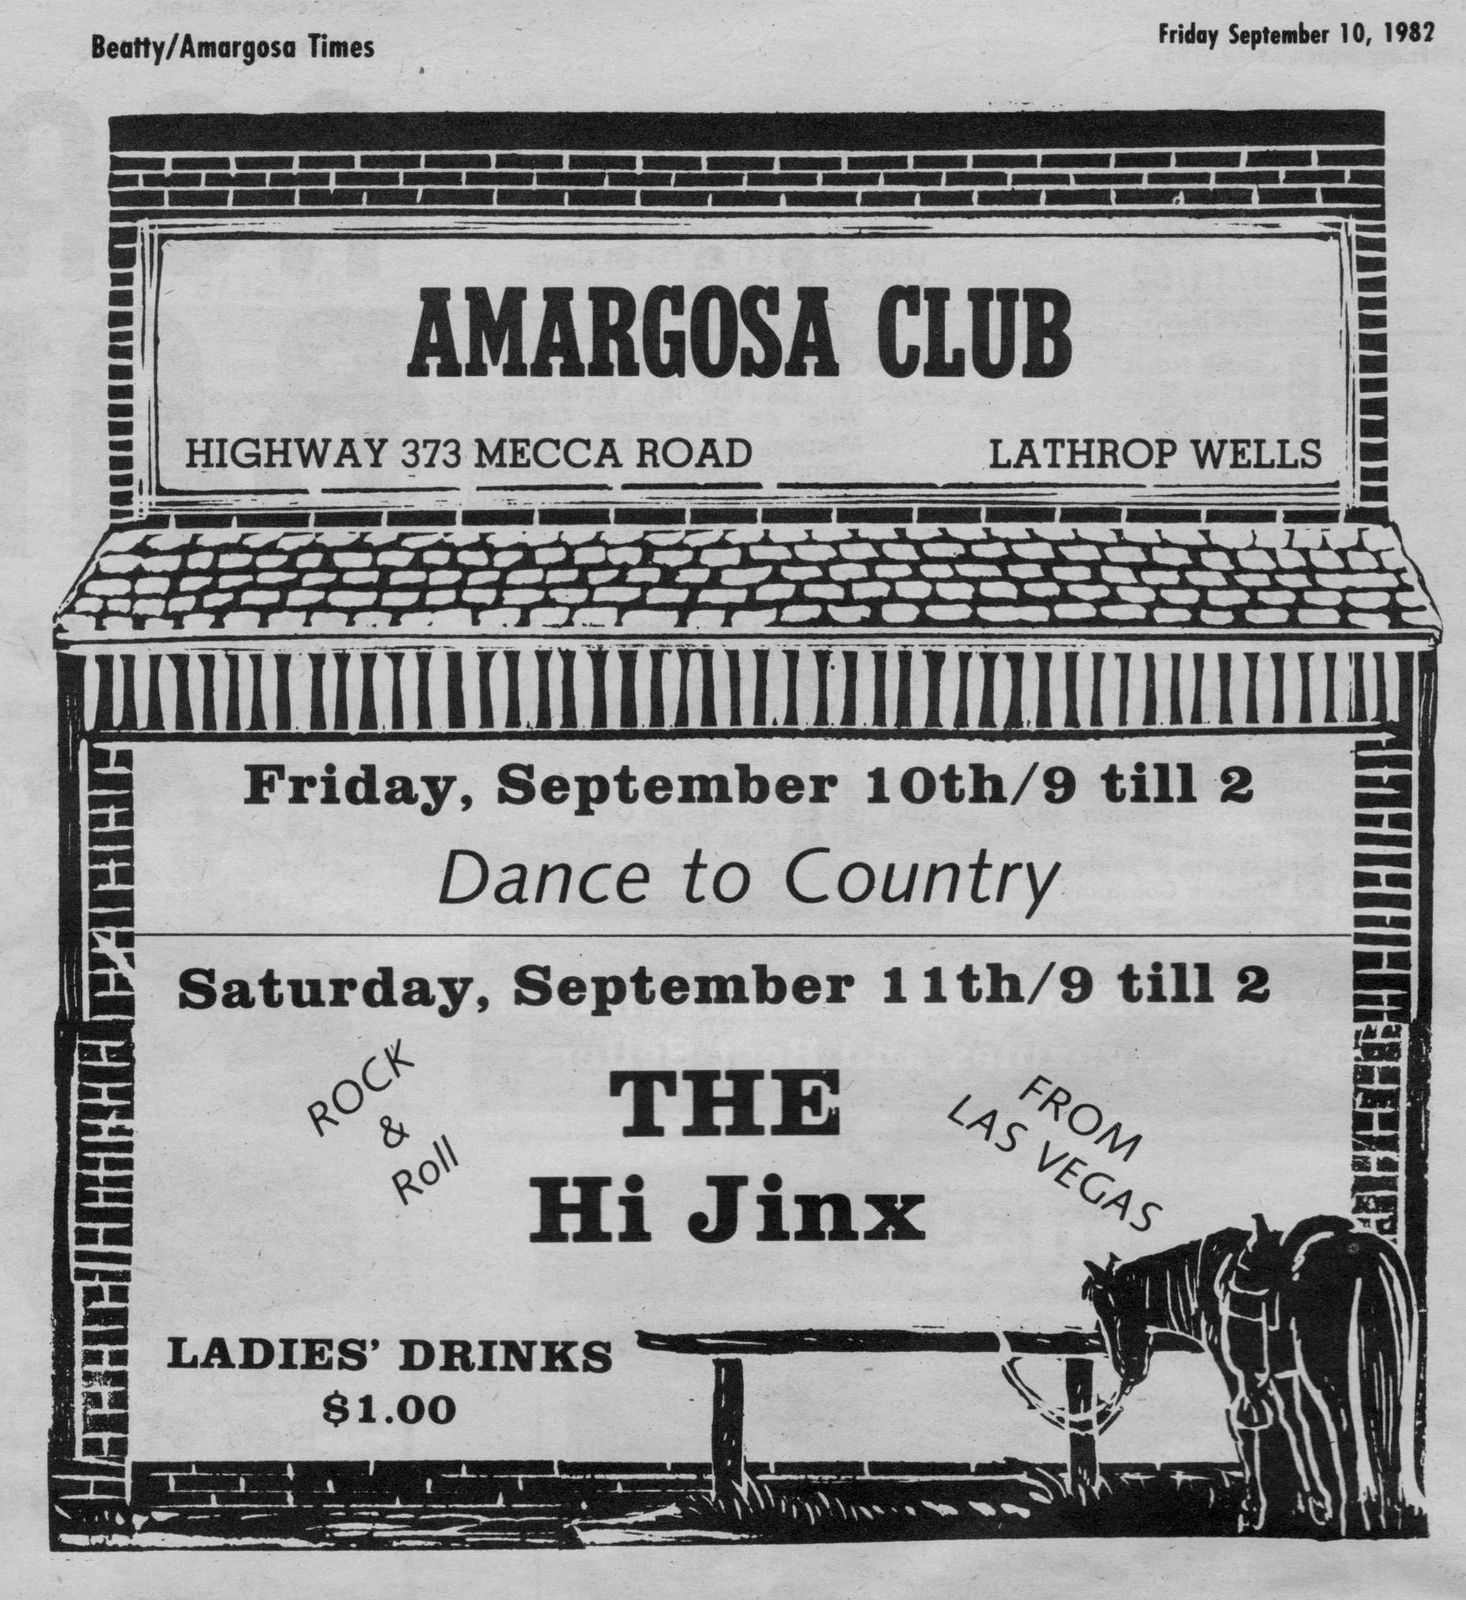 Beatty/Amargosa Times
Friday September 10, 1982
AMARGOSA CLUB
HIGHWAY 373 MECCA ROAD
LATHROP WELLS
Friday, September 10th/9 till 2
Dance to Country
Saturday, September 11th/9 till 2
ROCK
&
Roll
THE
Hi Jinx
FROM
LAS VEGAS
LADIES' DRINKS
$1.00